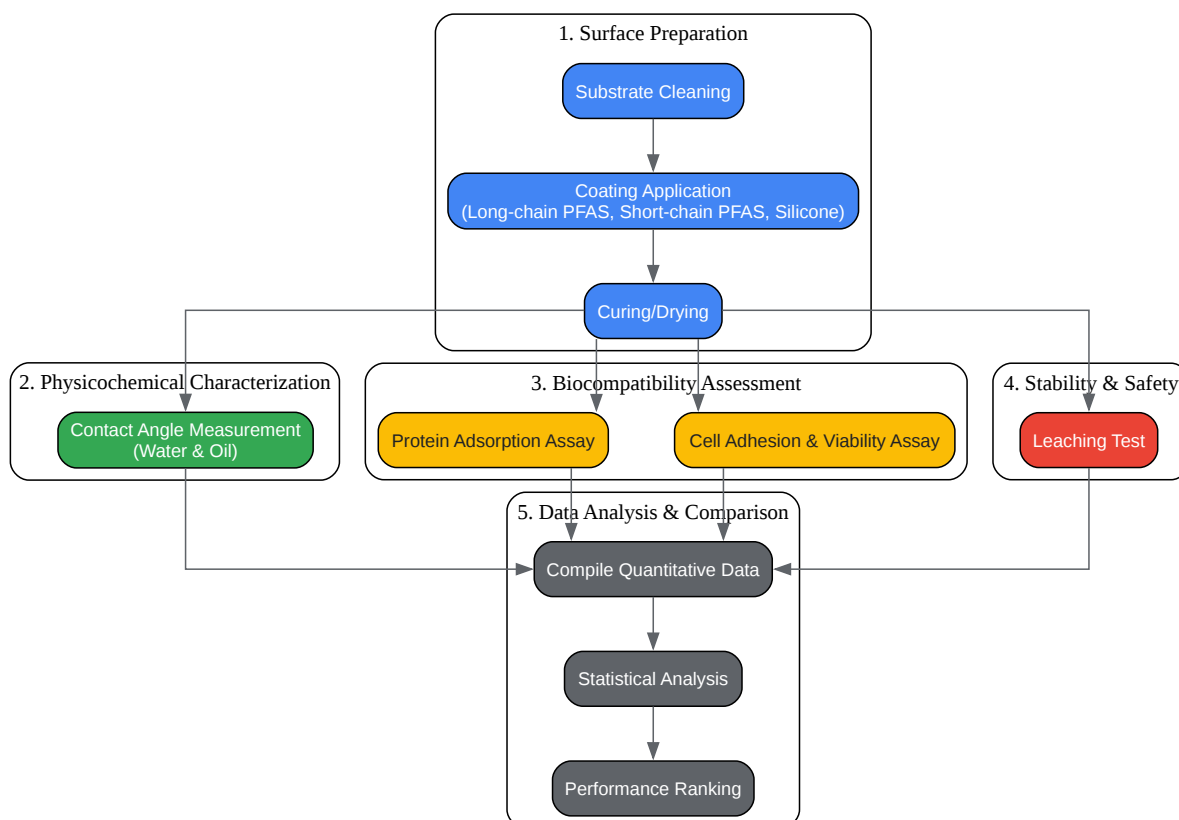 1. Surface Preparation
Substrate Cleaning
Coating Application
(Long-chain PFAS, Short-chain PFAS, Silicone)
Curing/Drying
2. Physicochemical Characterization
Contact Angle Measurement
(Water & Oil)
3. Biocompatibility Assessment
Protein Adsorption Assay
Cell Adhesion & Viability Assay
4. Stability & Safety
Leaching Test
5. Data Analysis & Comparison
Compile Quantitative Data
Statistical Analysis
Performance Ranking